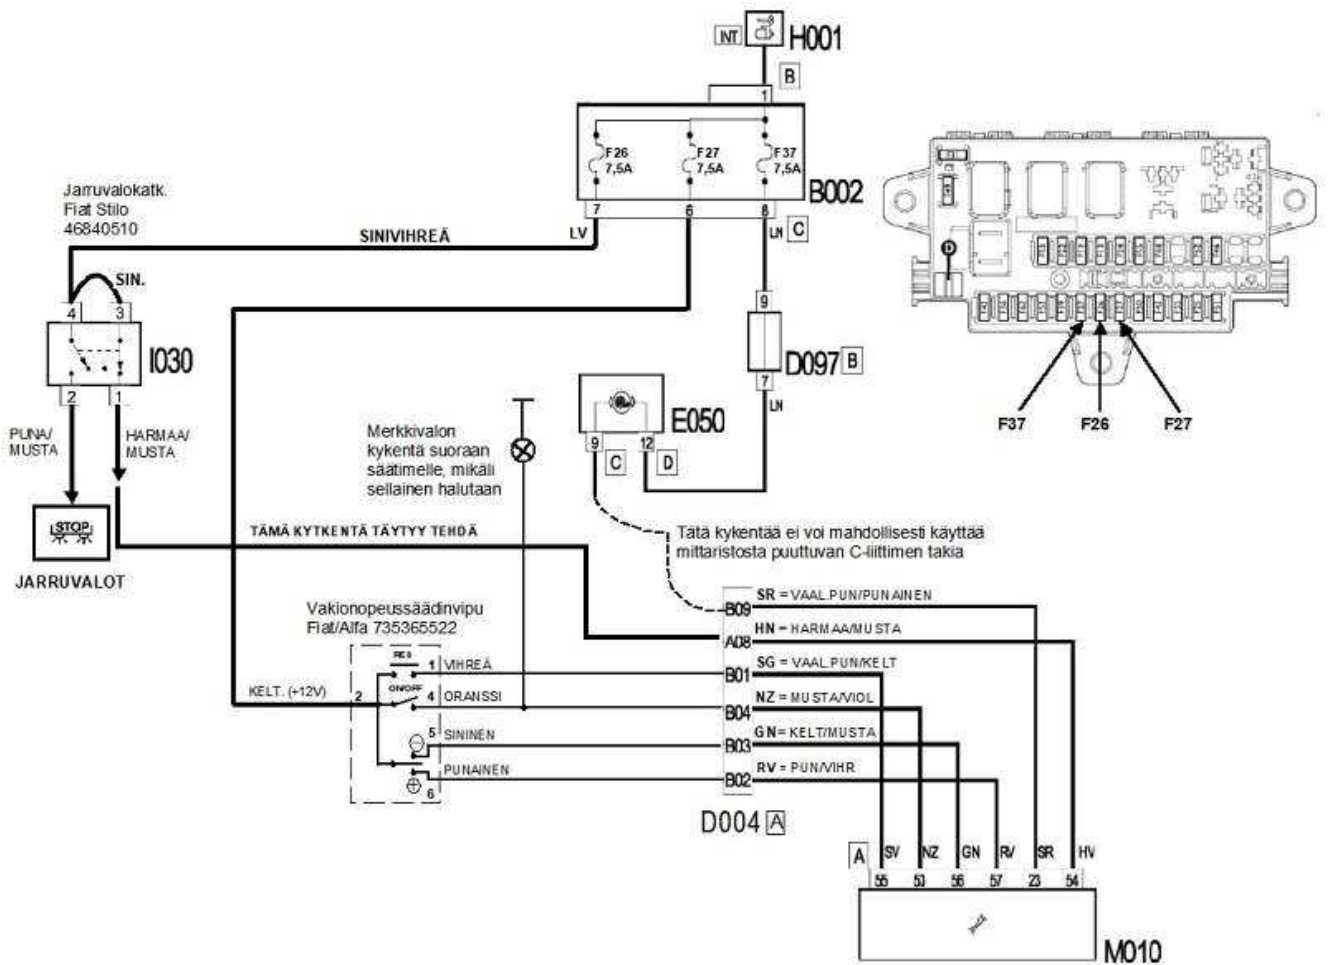 INT
H001
B
1
F26
7,5A
F27
7,5A
F37
7,5A
B002
7
6
8
LV
LN
C
Jarruvalokatk.
Fiat Stilo
46840510
SINIVIHREÄ
SIN.
4
3
I030
2
1
PUNA/
MUSTA
HARMAA/
MUSTA
STOP
JARRUVALOT
9
D097
B
7
LN
E050
9
12
C
D
Merkkivalon
kykentä suoraan
säätimelle, mikäli
sellainen halutaan
F37
F26
F27
TÄMÄ KYTKENTÄ TÄYTYY TEHDÄ
Tätä kykentää ei voi mahdollisesti käyttää
mittaristosta puuttuvan C-liittimen takia
Vakionopeussäädinvipu
Fiat/Alfa 735365522
RES
1
VIHREÄ
KELT. (+12V)
2
ON/OFF
4
ORANSSI
5
SININEN
PUNAINEN
6
B09
SR = VAAL.PUN/PUNAINEN
A08
HN = HARMAA/MUSTA
B01
SG = VAAL.PUN/KELT
B04
NZ = MUSTA/VIOL
B03
GN = KELT/MUSTA
B02
RV = PUN/VIHR
D004
A
A
SV
NZ
GN
RV
SR
HV
55
53
56
57
23
54
M010